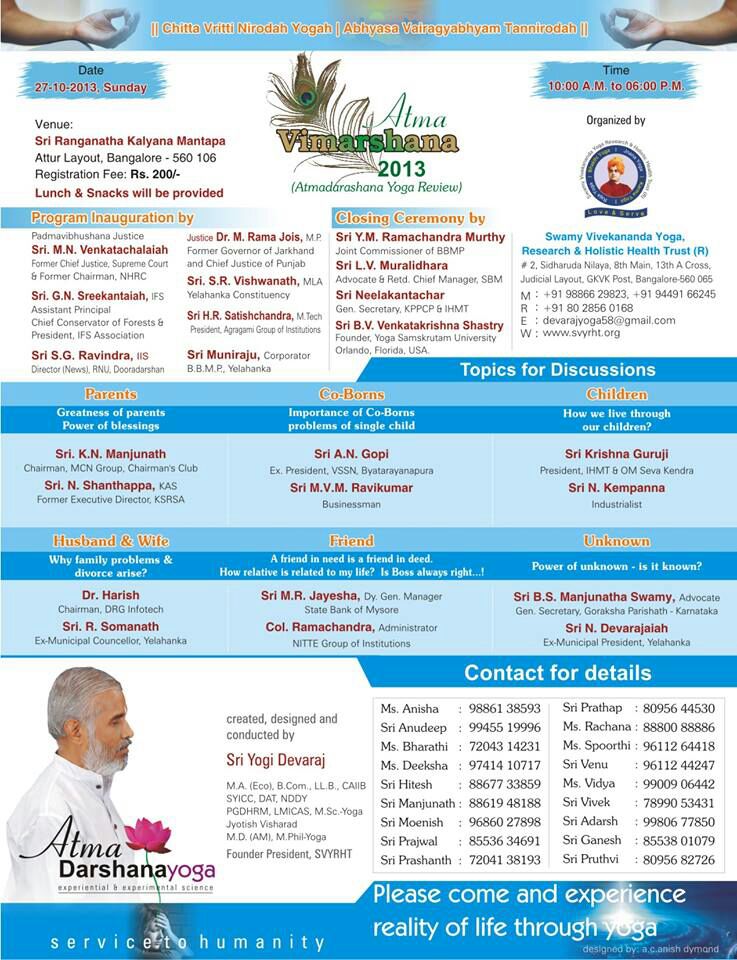 || Chitta Vritti Nirodah Yogah | Abhyasa Vairagyabhyam Tannirodah ||
Date
27-10-2013, Sunday
Venue:
Sri Ranganatha Kalyana Mantapa
Attur Layout, Bangalore - 560 106
Registration Fee: Rs. 200/-
Lunch & Snacks will be provided
Atma
Vimarshana
2013
(Atmadarashana Yoga Review)
Time
10:00 A.M. to 06:00 P.M.
Organized by
Love & Serve
Swamy Vivekananda Yoga,
Research & Holistic Health Trust (R)
# 2, Sidharuda Nilaya, 8th Main, 13th A Cross,
Judicial Layout, GKVK Post, Bangalore-560 065
M : +91 98866 29823, +91 94491 66245
R : +91 80 2856 0168
E : devarajyoga58@gmail.com
W : www.svyrht.org
Program Inauguration by
Padmavibhushana Justice
Sri. M.N. Venkatachalaiah
Former Chief Justice, Supreme Court
& Former Chairman, NHRC
Sri. G.N. Sreekantaiah, IFS
Assistant Principal
Chief Conservator of Forests &
President, IFS Association
Sri S.G. Ravindra, IIS
Director (News), RNU, Dooradarshan
Justice Dr. M. Rama Jois, M.P.
Former Governor of Jarkhand
and Chief Justice of Punjab
Sri. S.R. Vishwanath, MLA
Yelahanka Constituency
Sri H.R. Satishchandra, M.Tech
President, Agragami Group of Institutions
Sri Muniraju, Corporator
B.B.M.P., Yelahanka
Closing Ceremony by
Sri Y.M. Ramachandra Murthy
Joint Commissioner of BBMP
Sri L.V. Muralidhara
Advocate & Retd. Chief Manager, SBM
Sri Neelakantachar
Gen. Secretary, KPPCP & IHMT
Sri B.V. Venkatakrishna Shastry
Founder, Yoga Samskrutam University
Orlando, Florida, USA.
Topics for Discussions
Parents
Greatness of parents
Power of blessings
Sri. K.N. Manjunath
Chairman, MCN Group, Chairman's Club
Sri. N. Shanthappa, KAS
Former Executive Director, KSRSA
Co-Borns
Importance of Co-Borns
problems of single child
Sri A.N. Gopi
Ex. President, VSSN, Byatarayanapura
Sri M.V.M. Ravikumar
Businessman
Children
How we live through
our children?
Sri Krishna Guruji
President, IHMT & OM Seva Kendra
Sri N. Kempanna
Industrialist
Husband & Wife
Why family problems &
divorce arise?
Dr. Harish
Chairman, DRG Infotech
Sri. R. Somanath
Ex-Municipal Councellor, Yelahanka
Friend
A friend in need is a friend in deed.
How relative is related to my life? Is Boss always right...!
Sri M.R. Jayesha, Dy. Gen. Manager
State Bank of Mysore
Col. Ramachandra, Administrator
NITTE Group of Institutions
Unknown
Power of unknown - is it known?
Sri B.S. Manjunatha Swamy, Advocate
Gen. Secretary, Goraksha Parishath - Karnataka
Sri N. Devarajaiah
Ex-Municipal President, Yelahanka
Contact for details
created, designed and
conducted by
Sri Yogi Devaraj
M.A. (Eco), B.Com., LL.B., CAIIB
SYICC, DAT, NDDY
PGDHRM, LMICAS, M.Sc.-Yoga
Jyotish Visharad
M.D. (AM), M.Phil-Yoga
Founder President, SVYRHT
Ms. Anisha : 98861 38593
Sri Anudeep : 99455 19996
Ms. Bharathi : 72043 14231
Ms. Deeksha : 97414 10717
Sri Hitesh : 88677 33859
Sri Manjunath : 88619 48188
Sri Moenish : 96860 27898
Sri Prajwal : 85536 34691
Sri Prashanth : 72041 38193
Sri Prathap : 80956 44530
Ms. Rachana : 88800 88886
Ms. Spoorthi : 96112 64418
Sri Venu : 96112 44247
Ms. Vidya : 99009 06442
Sri Vivek : 78990 53431
Sri Adarsh : 99806 77850
Sri Ganesh : 85538 01079
Sri Pruthvi : 80956 82726
Atma
Darshanayoga
experiential & experimental science
service to humanity
Please come and experience
reality of life through yoga
designed by: a.c.anish dymond